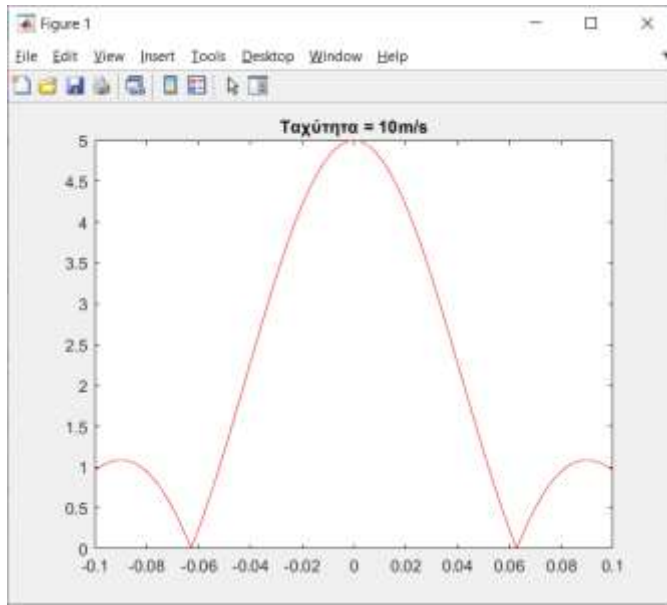 Figure 1
File Edit View Insert Tools Desktop Window Help
Ταχύτητα = 10m/s
5
4.5
4
3.5
3
2.5
2
1.5
1
0.5
0
-0.1 -0.08 -0.06 -0.04 -0.02 0 0.02 0.04 0.06 0.08 0.1